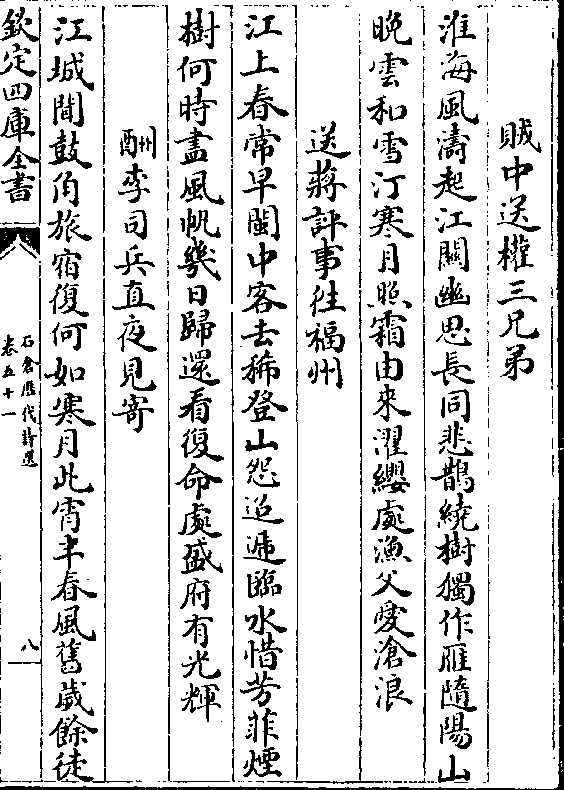 賊中送權三兄弟
淮海風濤起江關幽思長同悲鵲繞樹獨作雁隨陽山
晚雲和雪汀寒月照霜由來濯纓處漁父愛滄浪
送蔣評事往福州
江上春常早閩中客去稀登山怨迢遞臨水惜芳菲煙
樹何時盡風帆幾日歸還看復命處盛府有光輝
酬李司兵直夜見寄
江城聞鼓角旅宿復何如寒月此宵半春風舊歲餘徒
欽定四庫全書
石倉歷代詩選
卷五十一
八